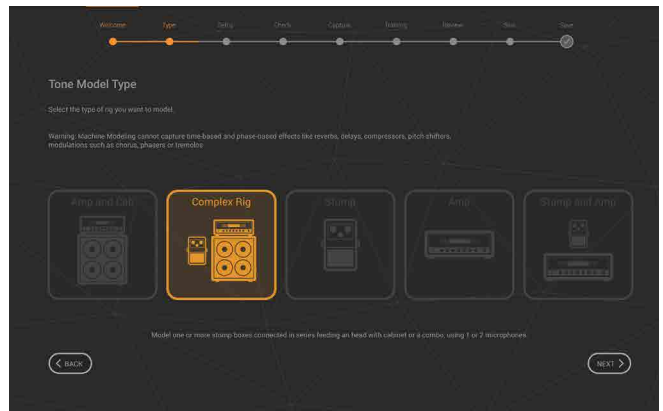 Welcome Type Setup Check Capture Training Review Save
Tone Model Type
Select the type of rig you want to model.
Warning: Machine Modeling cannot capture time-based and phase-based effects like reverbs, delays, compressors, pitch shifters,
modulations such as chorus, phasers or tremolos
Amp and Cab Complex Rig Stomp Amp Stomp and Amp
Model one or more stomp boxes connected in series feeding an head with cabinet or a combo, using 1 or 2 microphones.
BACK NEXT